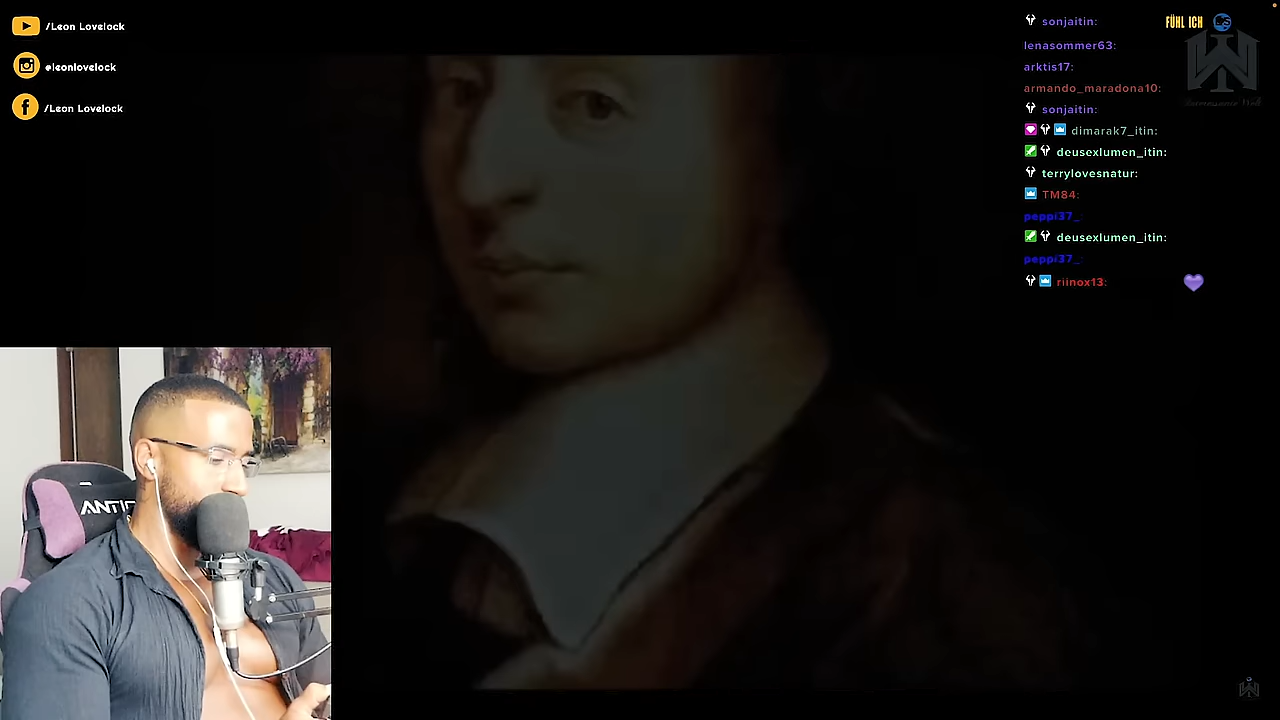 /Leon Lovelock
@leonlovelock
/Leon Lovelock
sonjaitin:
FÜHL ICH
lenasommer63:
arktis17:
armando_maradona10:
sonjaitin:
dimarak7_itin:
deusexlumen_itin:
terrylovesnatur:
TM84:
peppi37_:
deusexlumen_itin:
peppi37_:
riinox13: